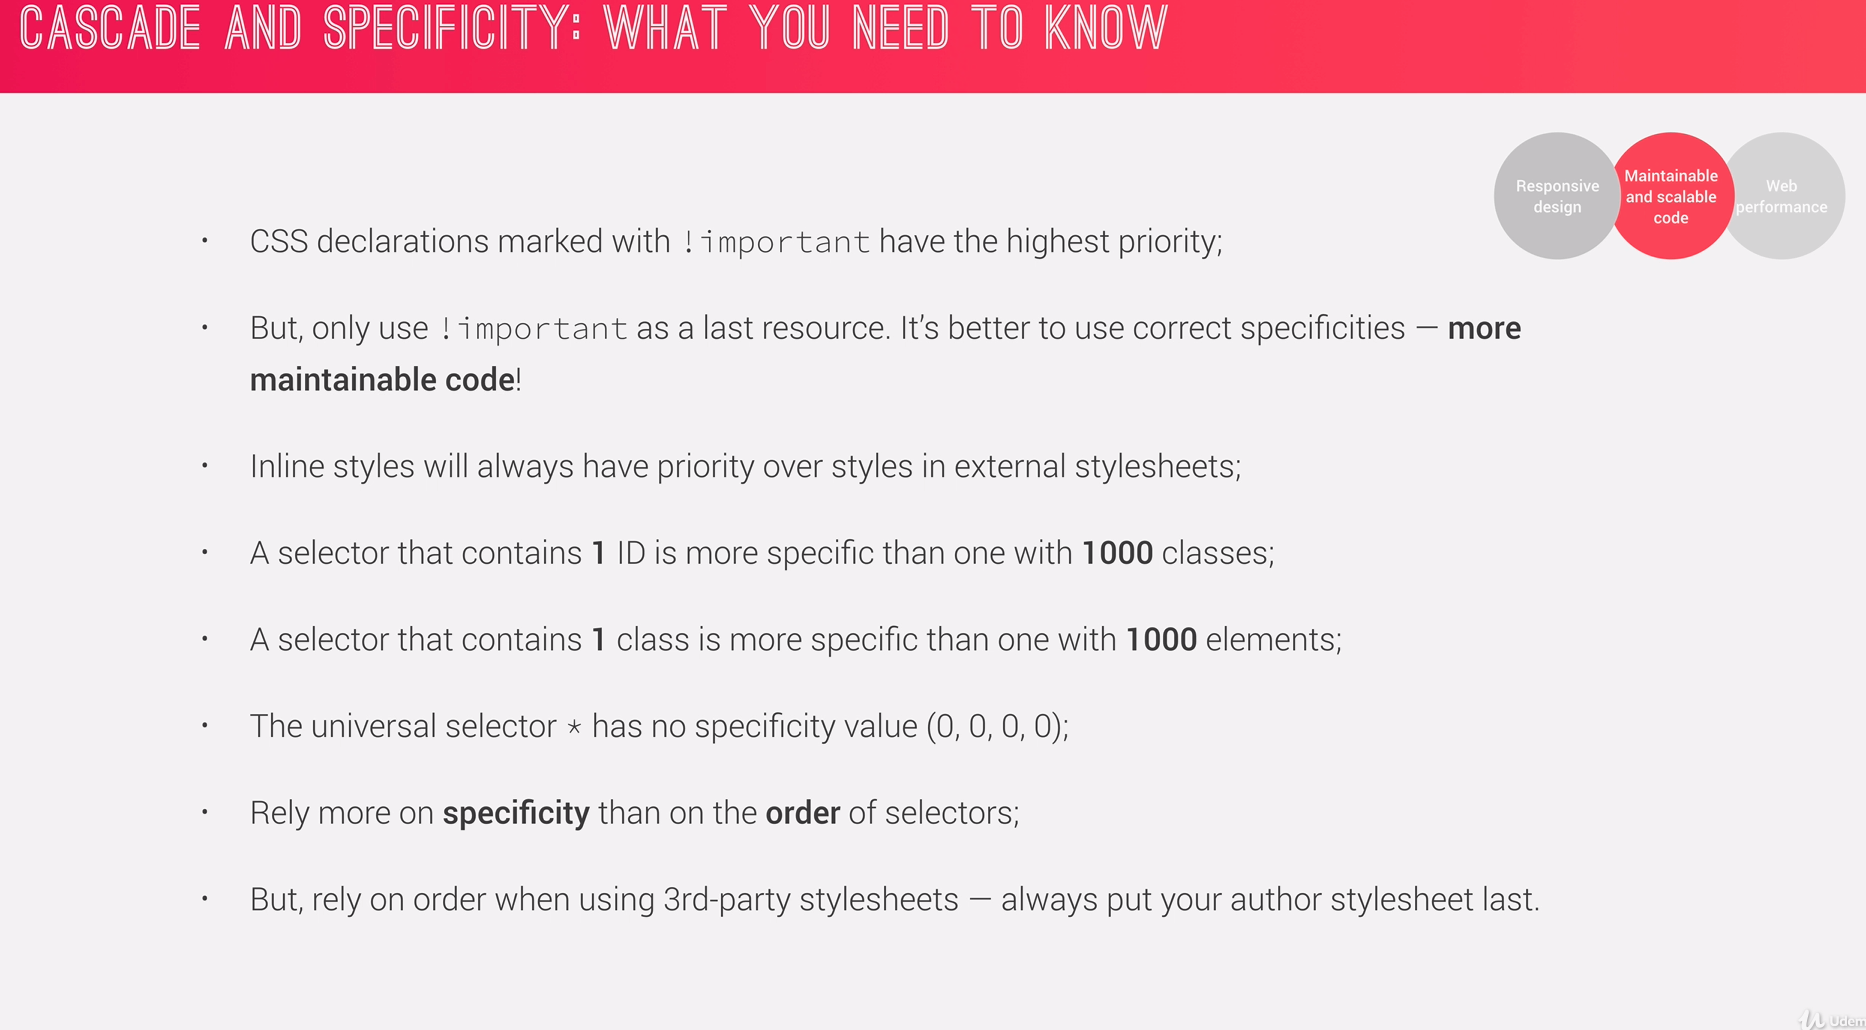 CASCADE AND SPECIFICITY: WHAT YOU NEED TO KNOW
Responsive
design
Maintainable
and scalable
code
Web
performance
• CSS declarations marked with !important have the highest priority;
• But, only use !important as a last resource. It’s better to use correct specificities — more
maintainable code!
• Inline styles will always have priority over styles in external stylesheets;
• A selector that contains 1 ID is more specific than one with 1000 classes;
• A selector that contains 1 class is more specific than one with 1000 elements;
• The universal selector * has no specificity value (0, 0, 0, 0);
• Rely more on specificity than on the order of selectors;
• But, rely on order when using 3rd-party stylesheets — always put your author stylesheet last.
Udem